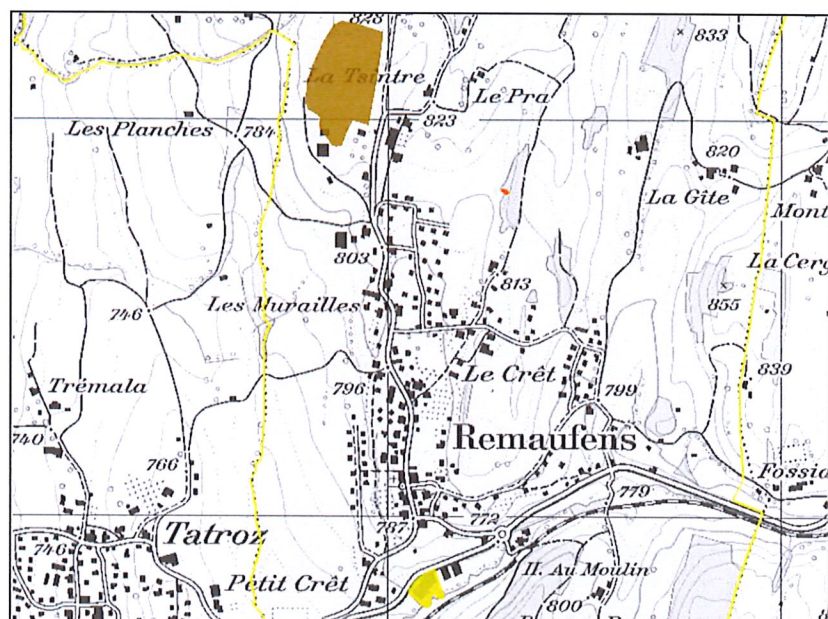 828
833
La Tsintre
Le Pra
Les Planches
823
784
820
La Gîte
Mont
803
La Cerg
813
Les Murailles
855
746
Le Crêt
839
Trémala
796
799
740
Remaufens
766
Fossia
779
787
772
Tatroz
746
Petit Crêt
II. Au Moulin
800